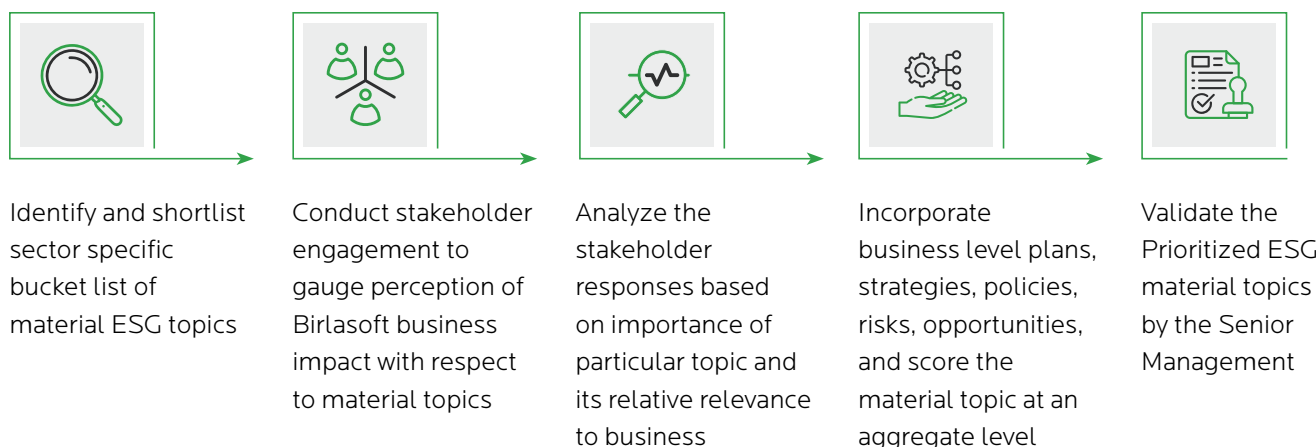 Identify and shortlist
sector specific
bucket list of
material ESG topics
Conduct stakeholder
engagement to
gauge perception of
Birlasoft business
impact with respect
to material topics
Analyze the
stakeholder
responses based
on importance of
particular topic and
its relative relevance
to business
Incorporate
business level plans,
strategies, policies,
risks, opportunities,
and score the
material topic at an
aggregate level
Validate the
Prioritized ESG
material topics
by the Senior
Management